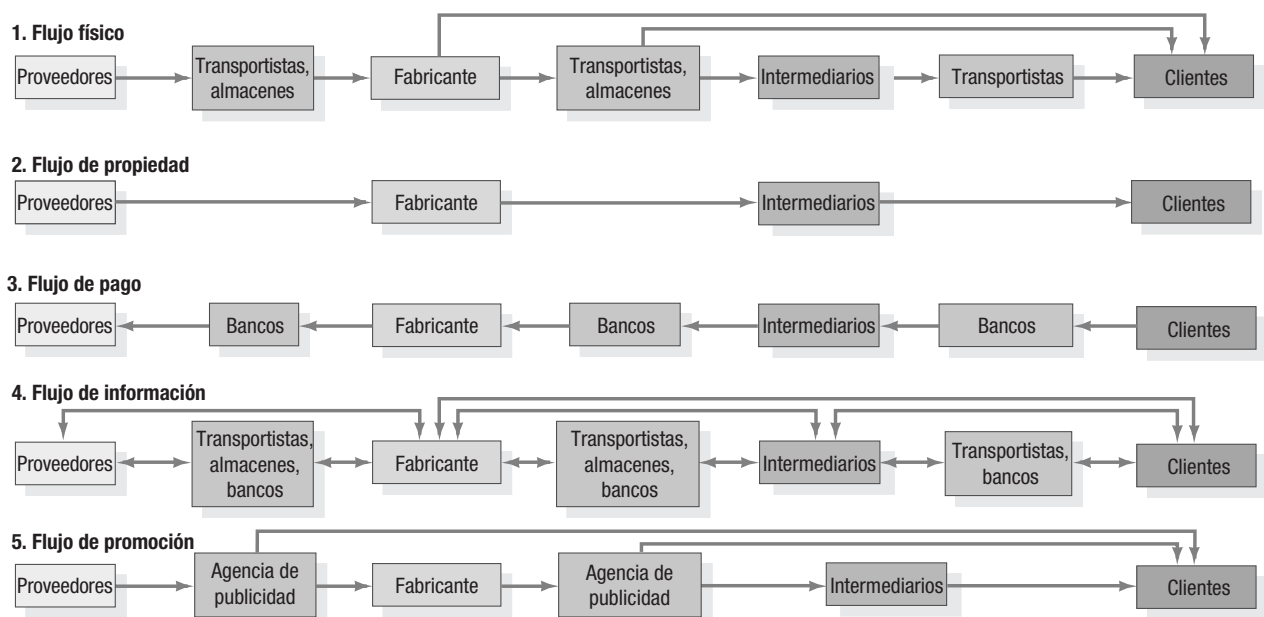 1. Flujo físico
Proveedores
Transportistas,
almacenes
Fabricante
Transportistas,
almacenes
Intermediarios
Transportistas
Clientes
2. Flujo de propiedad
Proveedores
Fabricante
Intermediarios
Clientes
3. Flujo de pago
Proveedores
Bancos
Fabricante
Bancos
Intermediarios
Bancos
Clientes
4. Flujo de información
Proveedores
Transportistas,
almacenes,
bancos
Fabricante
Transportistas,
almacenes,
bancos
Intermediarios
Transportistas,
bancos
Clientes
5. Flujo de promoción
Proveedores
Agencia de
publicidad
Fabricante
Agencia de
publicidad
Intermediarios
Clientes